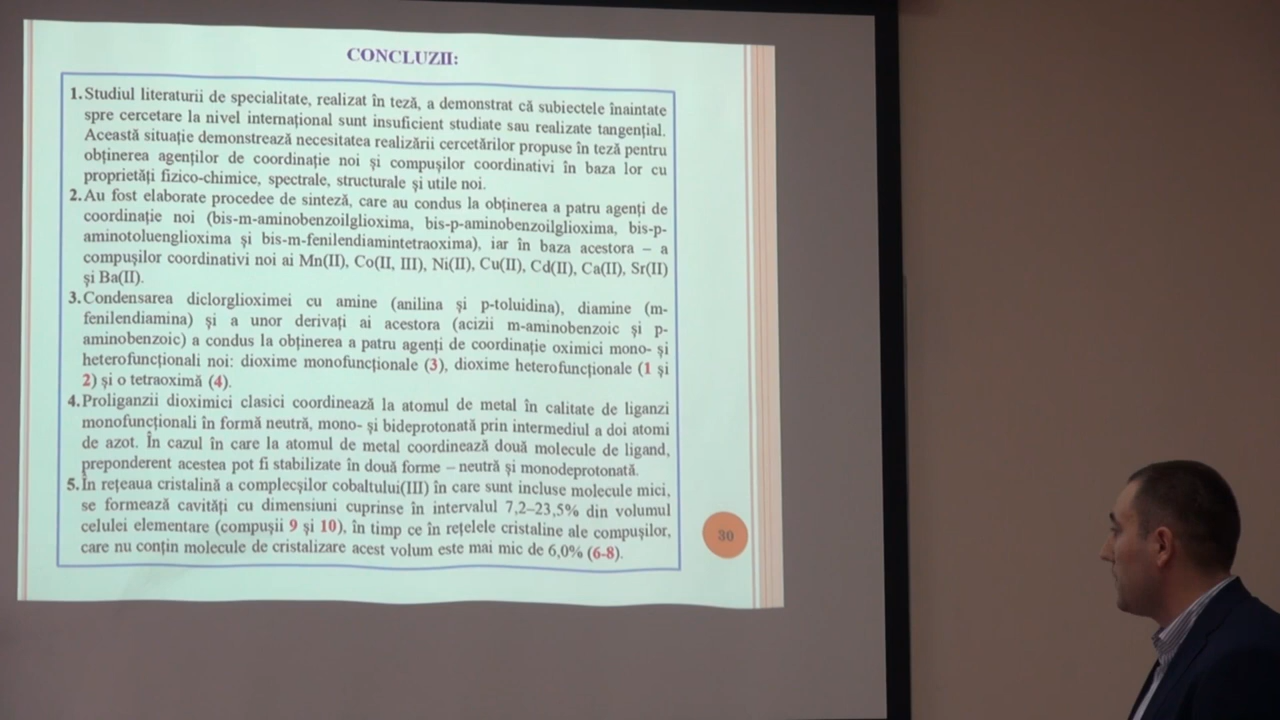 CONCLUZII:
1. Studiul literaturii de specialitate, realizat în teză, a demonstrat că subiectele înaintate
spre cercetare la nivel internațional sunt insuficient studiate sau realizate tangențial.
Această situație demonstrează necesitatea realizării cercetărilor propuse în teză pentru
obținerea agenților de coordinație noi și compușilor coordinativi în baza lor cu
proprietăți fizico-chimice, spectrale, structurale și utile noi.
2. Au fost elaborate procedee de sinteză, care au condus la obținerea a patru agenți de
coordinație noi (bis-m-aminobenzoilglioxima, bis-p-aminobenzoilglioxima, bis-p-
aminotoluenglioxima și bis-m-fenilendiamintetraoxima), iar în baza acestora – a
compușilor coordinativi noi ai Mn(II), Co(II, III), Ni(II), Cu(II), Cd(II), Ca(II), Sr(II)
și Ba(II).
3. Condensarea diclorglioximei cu amine (anilina și p-toluidina), diamine (m-
fenilendiamina) și a unor derivați ai acestora (acizii m-aminobenzoic și p-
aminobenzoic) a condus la obținerea a patru agenți de coordinație oximici mono- și
heterofuncționali noi: dioxime monofuncționale (3), dioxime heterofuncționale (1 și
2) și o tetraoximă (4).
4. Proliganzii dioximici clasici coordinează la atomul de metal în calitate de liganzi
monofuncționali în formă neutră, mono- și bideprotonată prin intermediul a doi atomi
de azot. În cazul în care la atomul de metal coordinează două molecule de ligand,
preponderent acestea pot fi stabilizate în două forme – neutră și monodeprotonată.
5. În rețeaua cristalină a complecșilor cobaltului(III) în care sunt incluse molecule mici,
se formează cavități cu dimensiuni cuprinse în intervalul 7,2–23,5% din volumul
celulei elementare (compușii 9 și 10), în timp ce în rețelele cristaline ale compușilor,
care nu conțin molecule de cristalizare acest volum este mai mic de 6,0% (6-8).
30